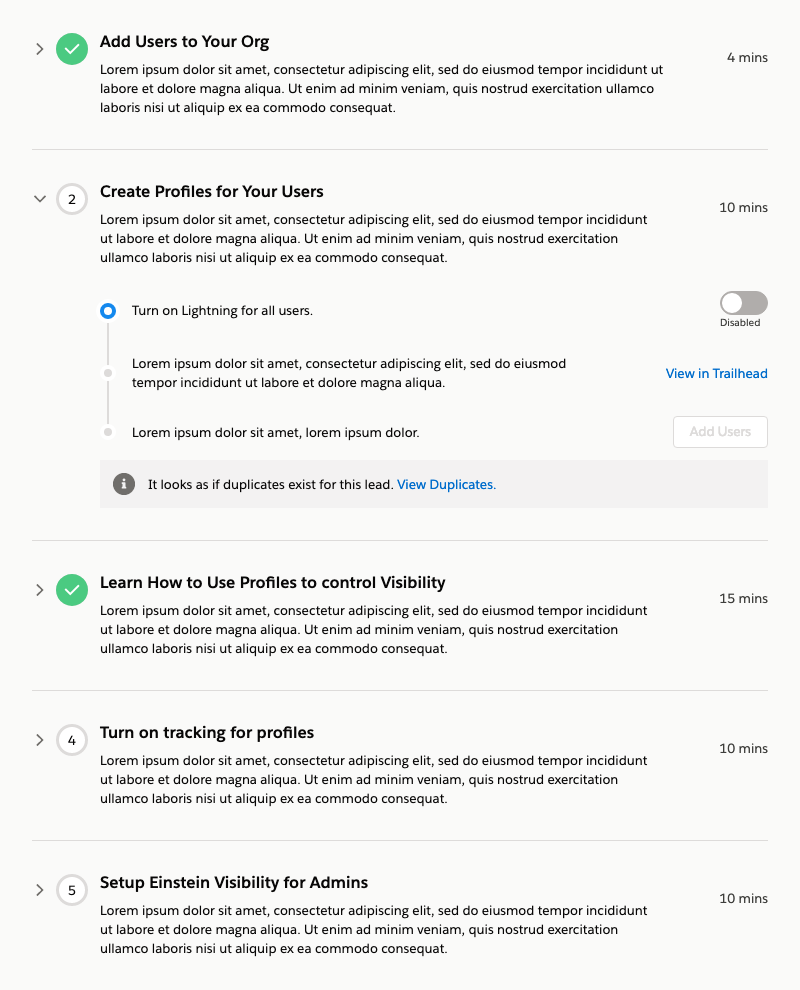 Add Users to Your Org
4 mins
Lorem ipsum dolor sit amet, consectetur adipiscing elit, sed do eiusmod tempor incididunt ut
labore et dolore magna aliqua. Ut enim ad minim veniam, quis nostrud exercitation ullamco
laboris nisi ut aliquip ex ea commodo consequat.
2
Create Profiles for Your Users
10 mins
Lorem ipsum dolor sit amet, consectetur adipiscing elit, sed do eiusmod tempor incididunt
ut labore et dolore magna aliqua. Ut enim ad minim veniam, quis nostrud exercitation
ullamco laboris nisi ut aliquip ex ea commodo consequat.
Turn on Lightning for all users.
Disabled
Lorem ipsum dolor sit amet, consectetur adipiscing elit, sed do eiusmod
tempor incididunt ut labore et dolore magna aliqua.
View in Trailhead
Lorem ipsum dolor sit amet, lorem ipsum dolor.
Add Users
It looks as if duplicates exist for this lead. View Duplicates.
Learn How to Use Profiles to control Visibility
15 mins
Lorem ipsum dolor sit amet, consectetur adipiscing elit, sed do eiusmod tempor incididunt
ut labore et dolore magna aliqua. Ut enim ad minim veniam, quis nostrud exercitation
ullamco laboris nisi ut aliquip ex ea commodo consequat.
4
Turn on tracking for profiles
10 mins
Lorem ipsum dolor sit amet, consectetur adipiscing elit, sed do eiusmod tempor incididunt
ut labore et dolore magna aliqua. Ut enim ad minim veniam, quis nostrud exercitation
ullamco laboris nisi ut aliquip ex ea commodo consequat.
5
Setup Einstein Visibility for Admins
10 mins
Lorem ipsum dolor sit amet, consectetur adipiscing elit, sed do eiusmod tempor incididunt
ut labore et dolore magna aliqua. Ut enim ad minim veniam, quis nostrud exercitation
ullamco laboris nisi ut aliquip ex ea commodo consequat.